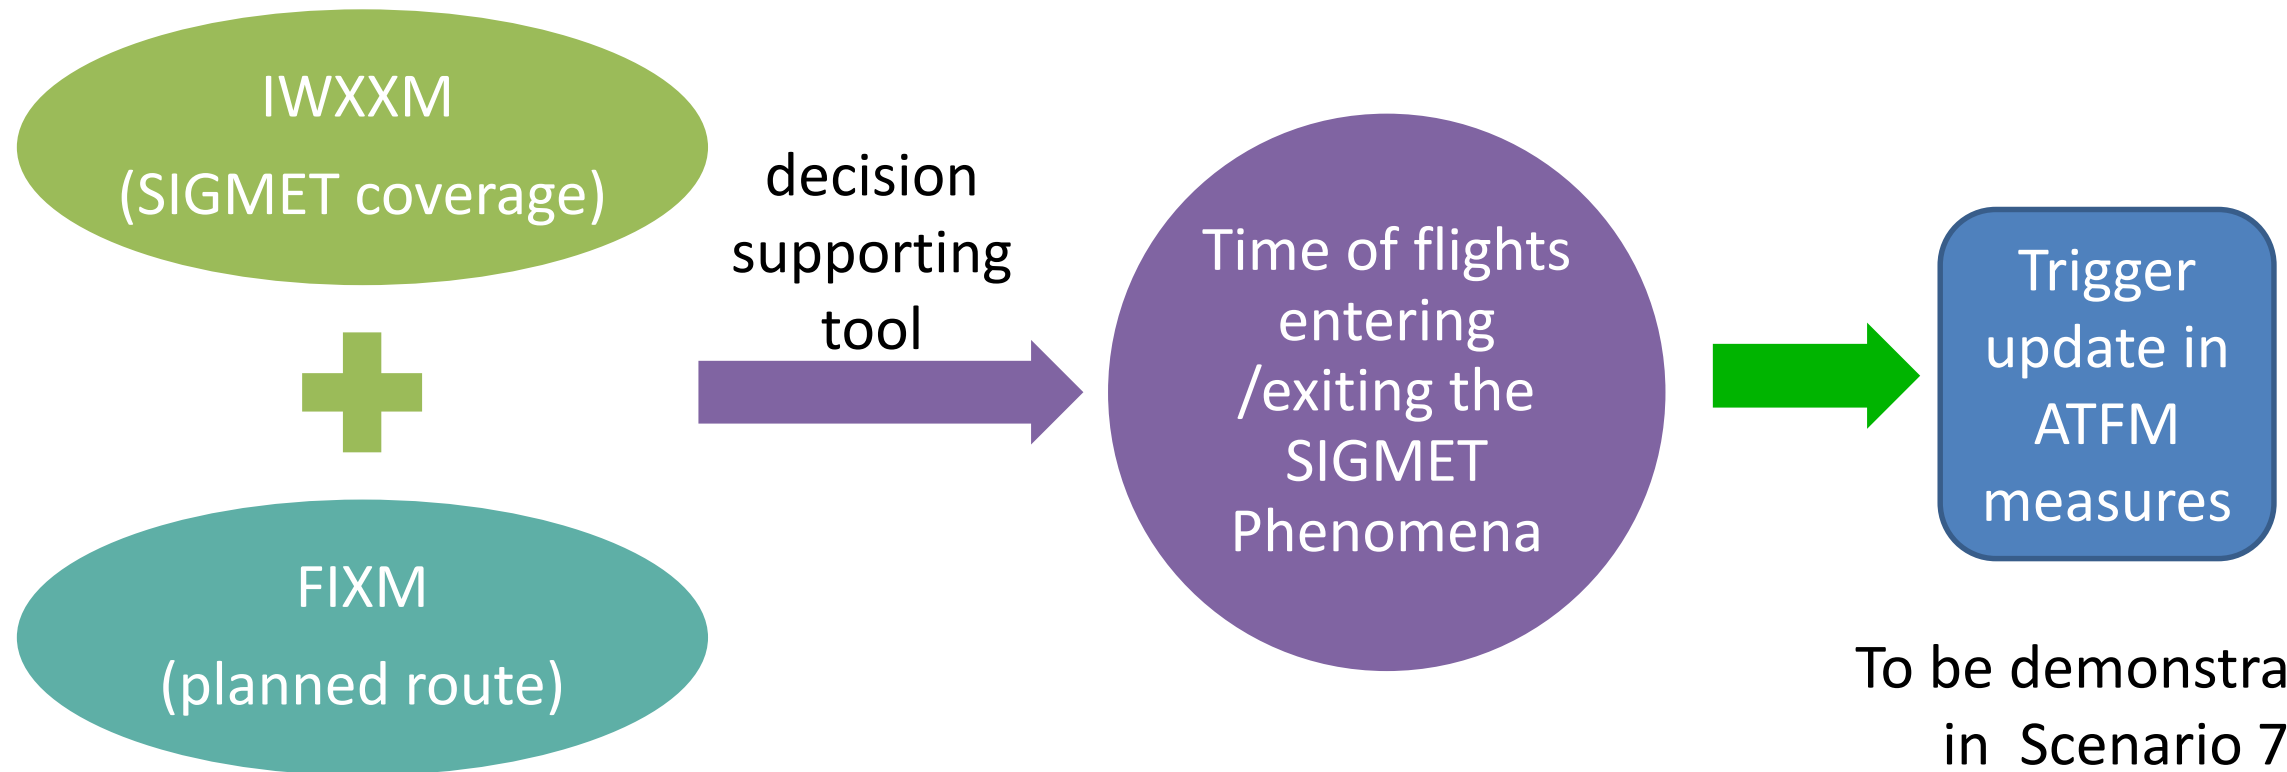 IWXXM
(SIGMET coverage)
FIXM
(planned route)
decision
supporting
tool
Time of flights
entering
/exiting the
SIGMET
Phenomena
Trigger
update in
ATFM
measures
To be demonstra
in Scenario 7